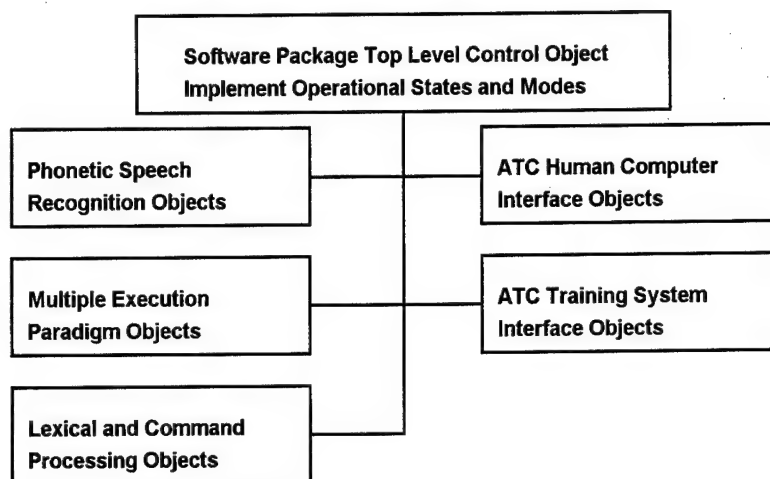 Software Package Top Level Control Object
Implement Operational States and Modes
Phonetic Speech
Recognition Objects
ATC Human Computer
Interface Objects
Multiple Execution
Paradigm Objects
ATC Training System
Interface Objects
Lexical and Command
Processing Objects